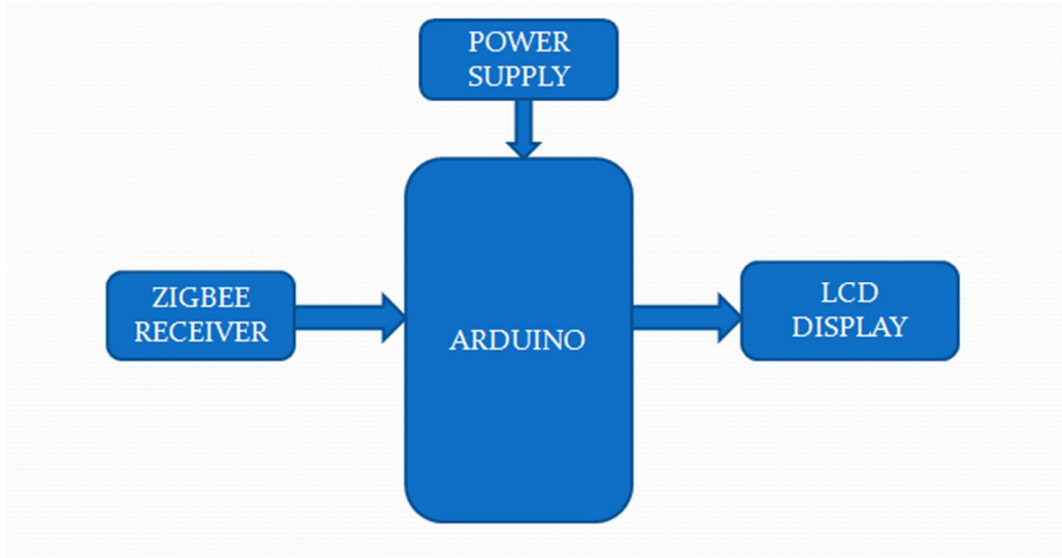 POWER
SUPPLY
ZIGBEE
RECEIVER
ARDUINO
LCD
DISPLAY